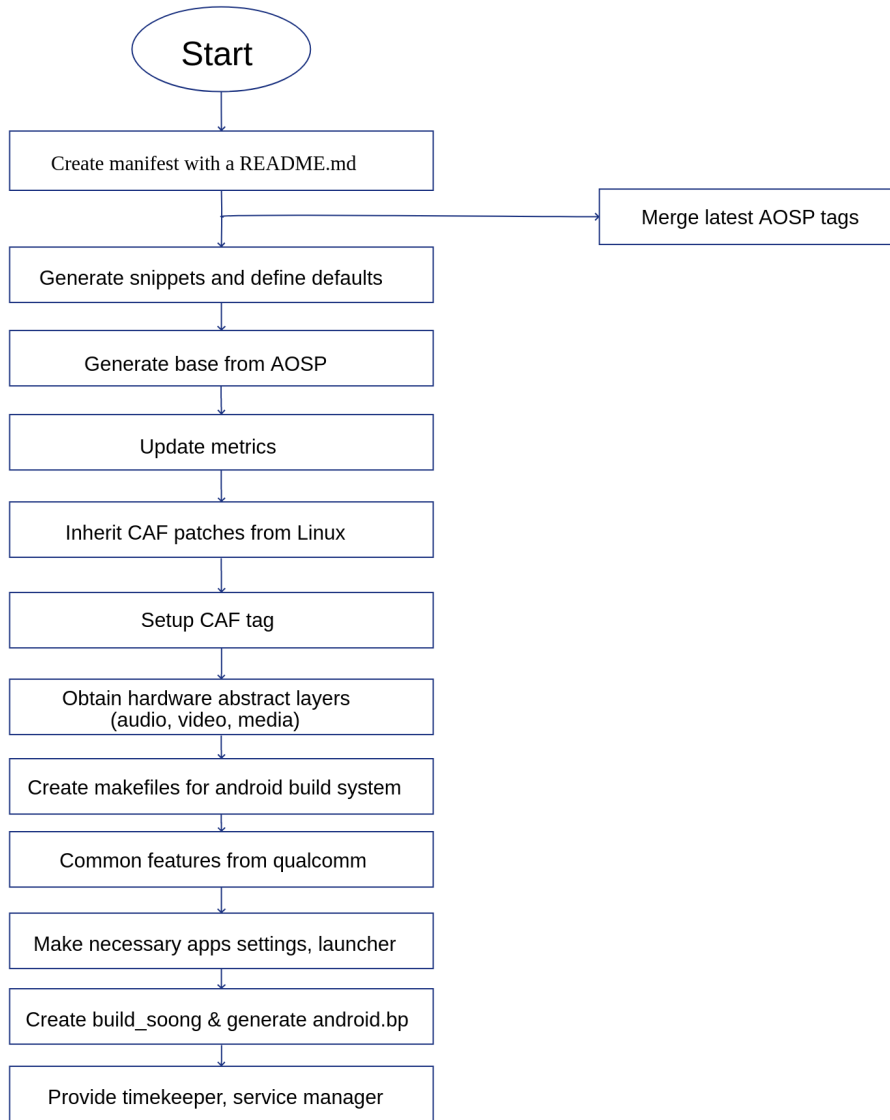 Start
Create manifest with a README.md
Merge latest AOSP tags
Generate snippets and define defaults
Generate base from AOSP
Update metrics
Inherit CAF patches from Linux
Setup CAF tag
Obtain hardware abstract layers
(audio, video, media)
Create makefiles for android build system
Common features from qualcomm
Make necessary apps settings, launcher
Create build_soong & generate android.bp
Provide timekeeper, service manager